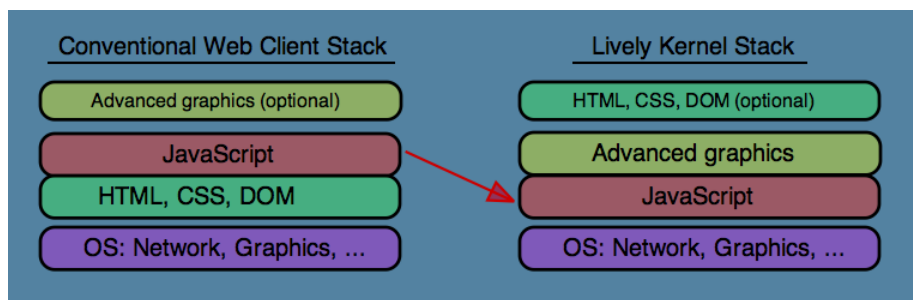 Conventional Web Client Stack
Advanced graphics (optional)
JavaScript
HTML, CSS, DOM
OS: Network, Graphics, ...
Lively Kernel Stack
HTML, CSS, DOM (optional)
Advanced graphics
JavaScript
OS: Network, Graphics, ...